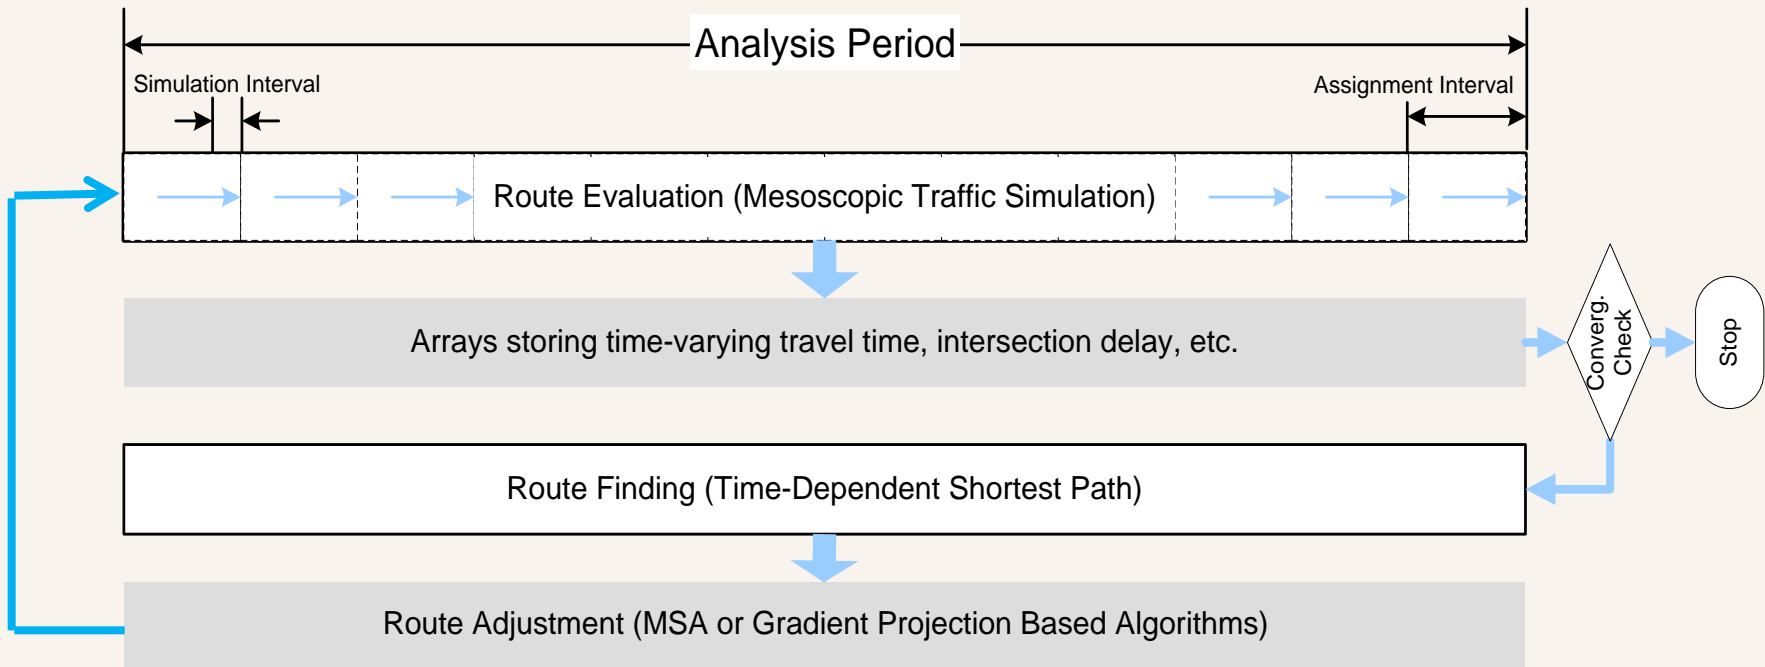 Analysis Period
Simulation Interval
Assignment Interval
Route Evaluation (Mesoscopic Traffic Simulation)
Arrays storing time-varying travel time, intersection delay, etc.
Converg.
Check
Stop
Route Finding (Time-Dependent Shortest Path)
Route Adjustment (MSA or Gradient Projection Based Algorithms)